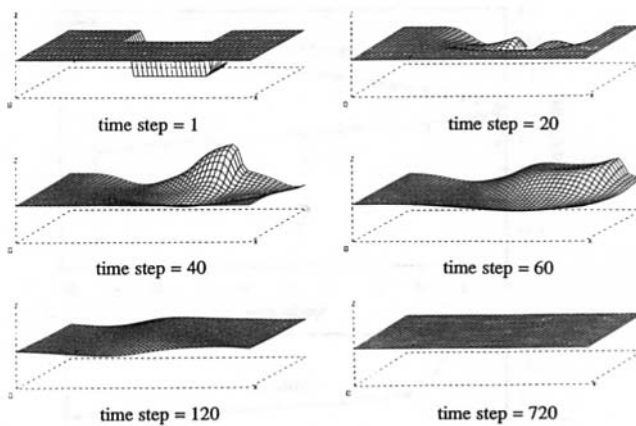 time step = 1
time step = 20
time step = 40
time step = 60
time step = 120
time step = 720